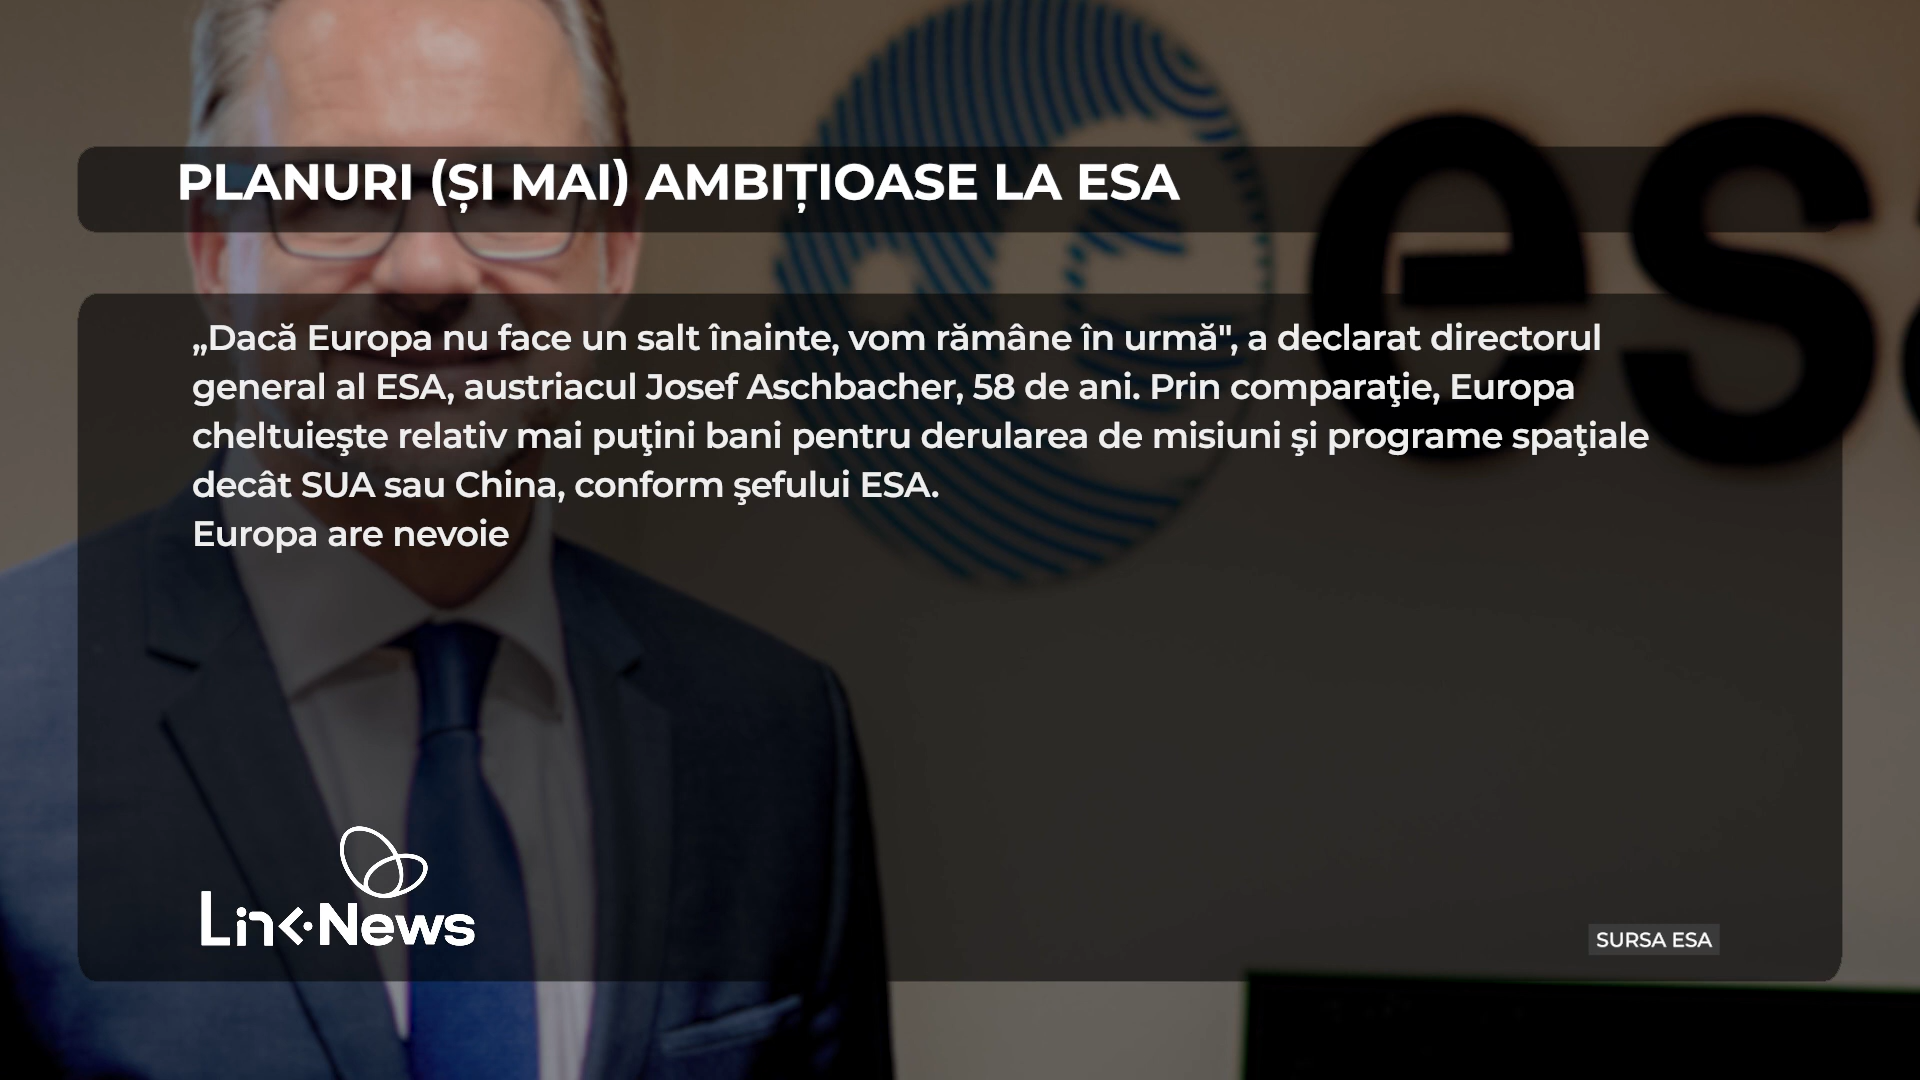 PLANURI (ȘI MAI) AMBIȚIOASE LA ESA
„Dacă Europa nu face un salt înainte, vom rămâne în urmă", a declarat directorul
general al ESA, austriacul Josef Aschbacher, 58 de ani. Prin comparaţie, Europa
cheltuieşte relativ mai puţini bani pentru derularea de misiuni şi programe spaţiale
decât SUA sau China, conform şefului ESA.
Europa are nevoie
esa
Link News
SURSA ESA